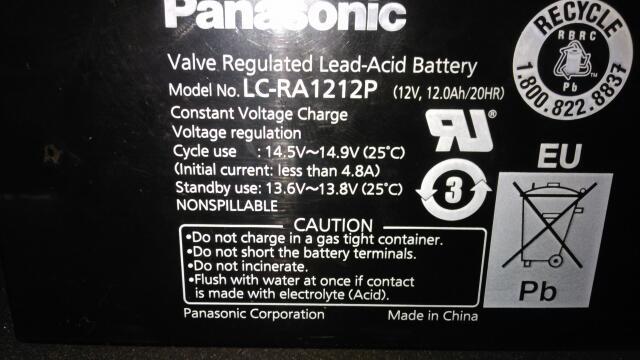 Panasonic
Valve Regulated Lead-Acid Battery
Model No. LC-RA1212P (12V, 12.0Ah/20HR)
Constant Voltage Charge
Voltage regulation
Cycle use : 14.5V～14.9V (25℃)
(Initial current: less than 4.8A)
Standby use: 13.6V～13.8V (25℃)
NONSPILLABLE
CAUTION
•Do not charge in a gas tight container.
•Do not short the battery terminals.
•Do not incinerate.
•Flush with water at once if contact
is made with electrolyte (Acid).
Panasonic Corporation Made in China
RECYCLE
RBRC
Pb
1.800.822.8837
RU®
3
EU
Pb